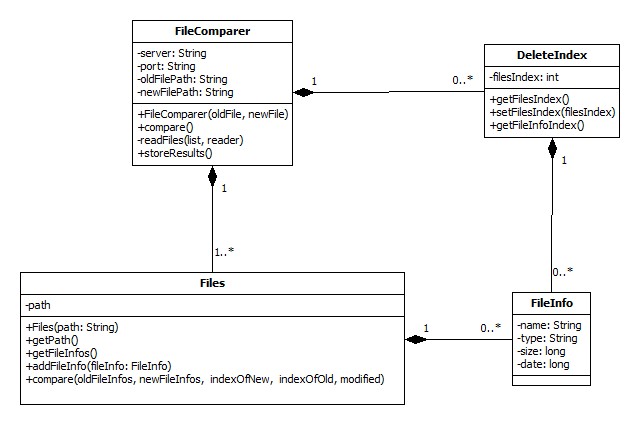 FileComparer
-server: String
-port: String
-oldFilePath: String
-newFilePath: String
+FileComparer(oldFile, newFile)
+compare()
-readFiles(list, reader)
+storeResults()
1
0..*
DeleteIndex
-filesIndex: int
+getFilesIndex()
+setFilesIndex(filesIndex)
+getFileInfoIndex()
1
1
1..*
0..*
Files
-path
+Files(path: String)
+getPath()
+getFileInfos()
+addFileInfo(fileInfo: FileInfo)
+compare(oldFileInfos, newFileInfos, indexOfNew, indexOfOld, modified)
1
0..*
FileInfo
-name: String
-type: String
-size: long
-date: long